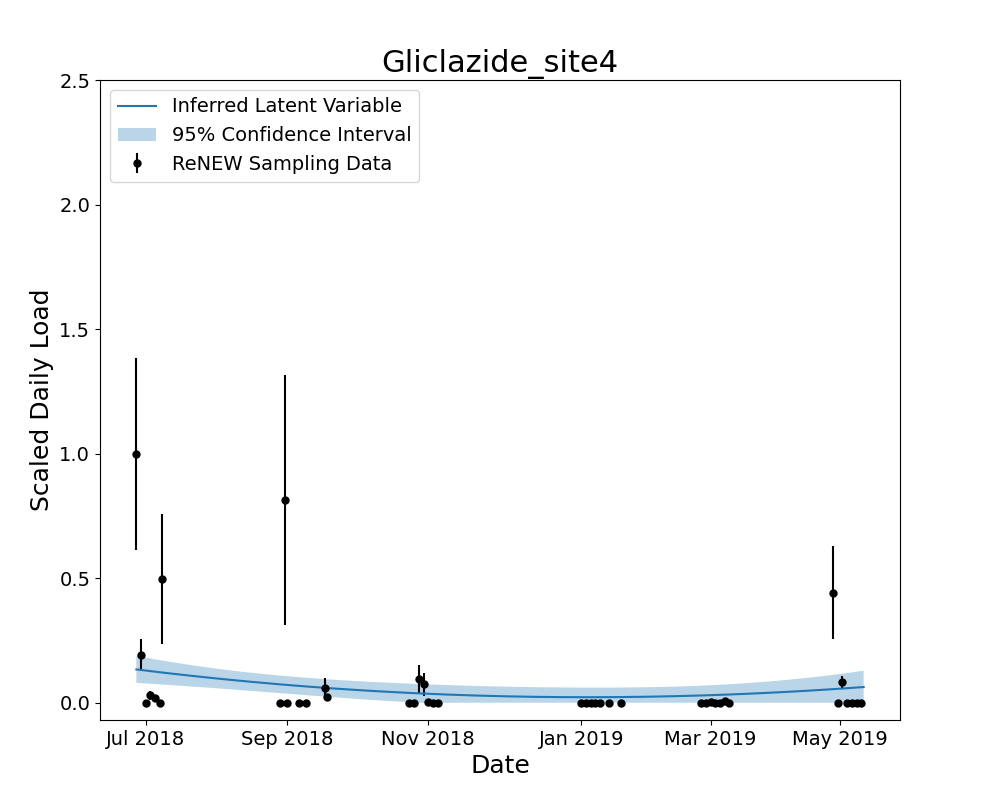 Gliclazide_site4
Inferred Latent Variable
95% Confidence Interval
ReNEW Sampling Data
Scaled Daily Load
2.5
2.0
1.5
1.0
0.5
0.0
Jul 2018 Sep 2018 Nov 2018 Jan 2019 Mar 2019 May 2019
Date